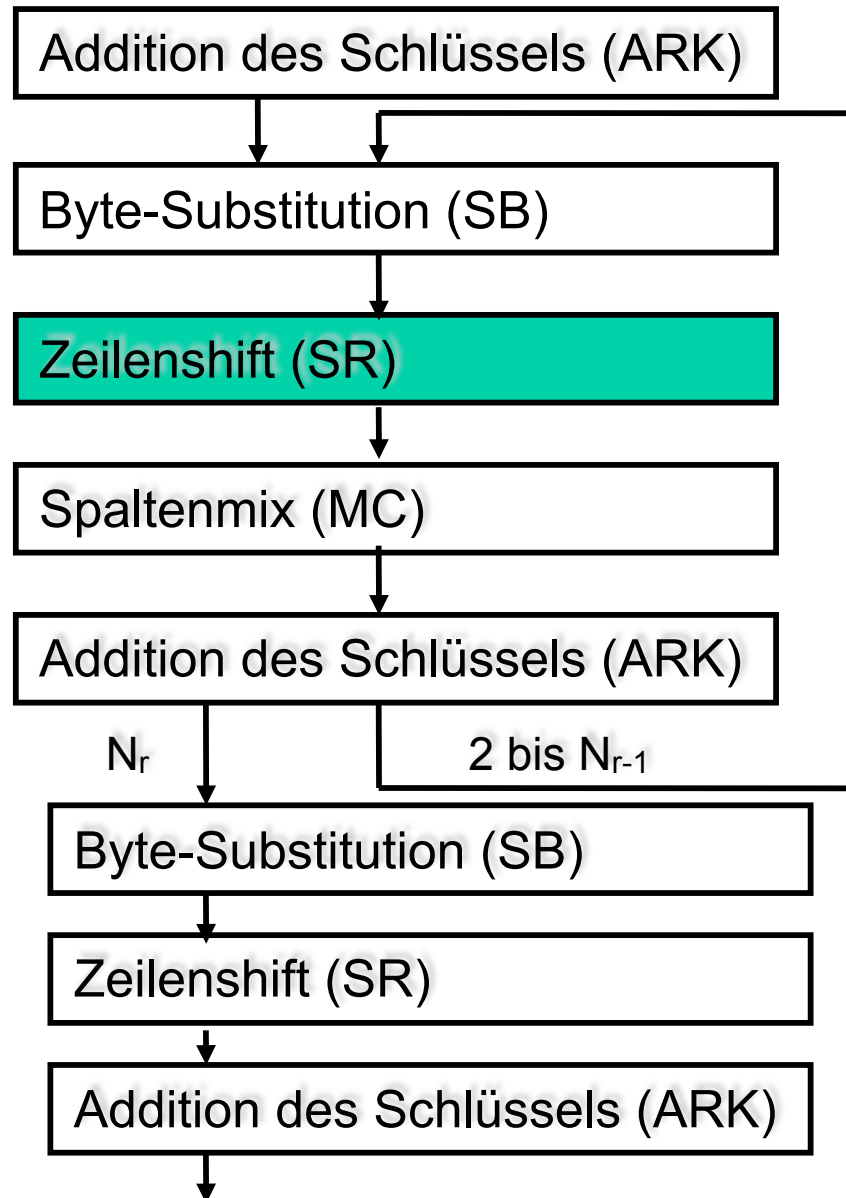 Addition des Schlüssels (ARK)
Byte-Substitution (SB)
Zeilenshift (SR)
Spaltenmix (MC)
Addition des Schlüssels (ARK)
Nr 2 bis Nr-1
Byte-Substitution (SB)
Zeilenshift (SR)
Addition des Schlüssels (ARK)